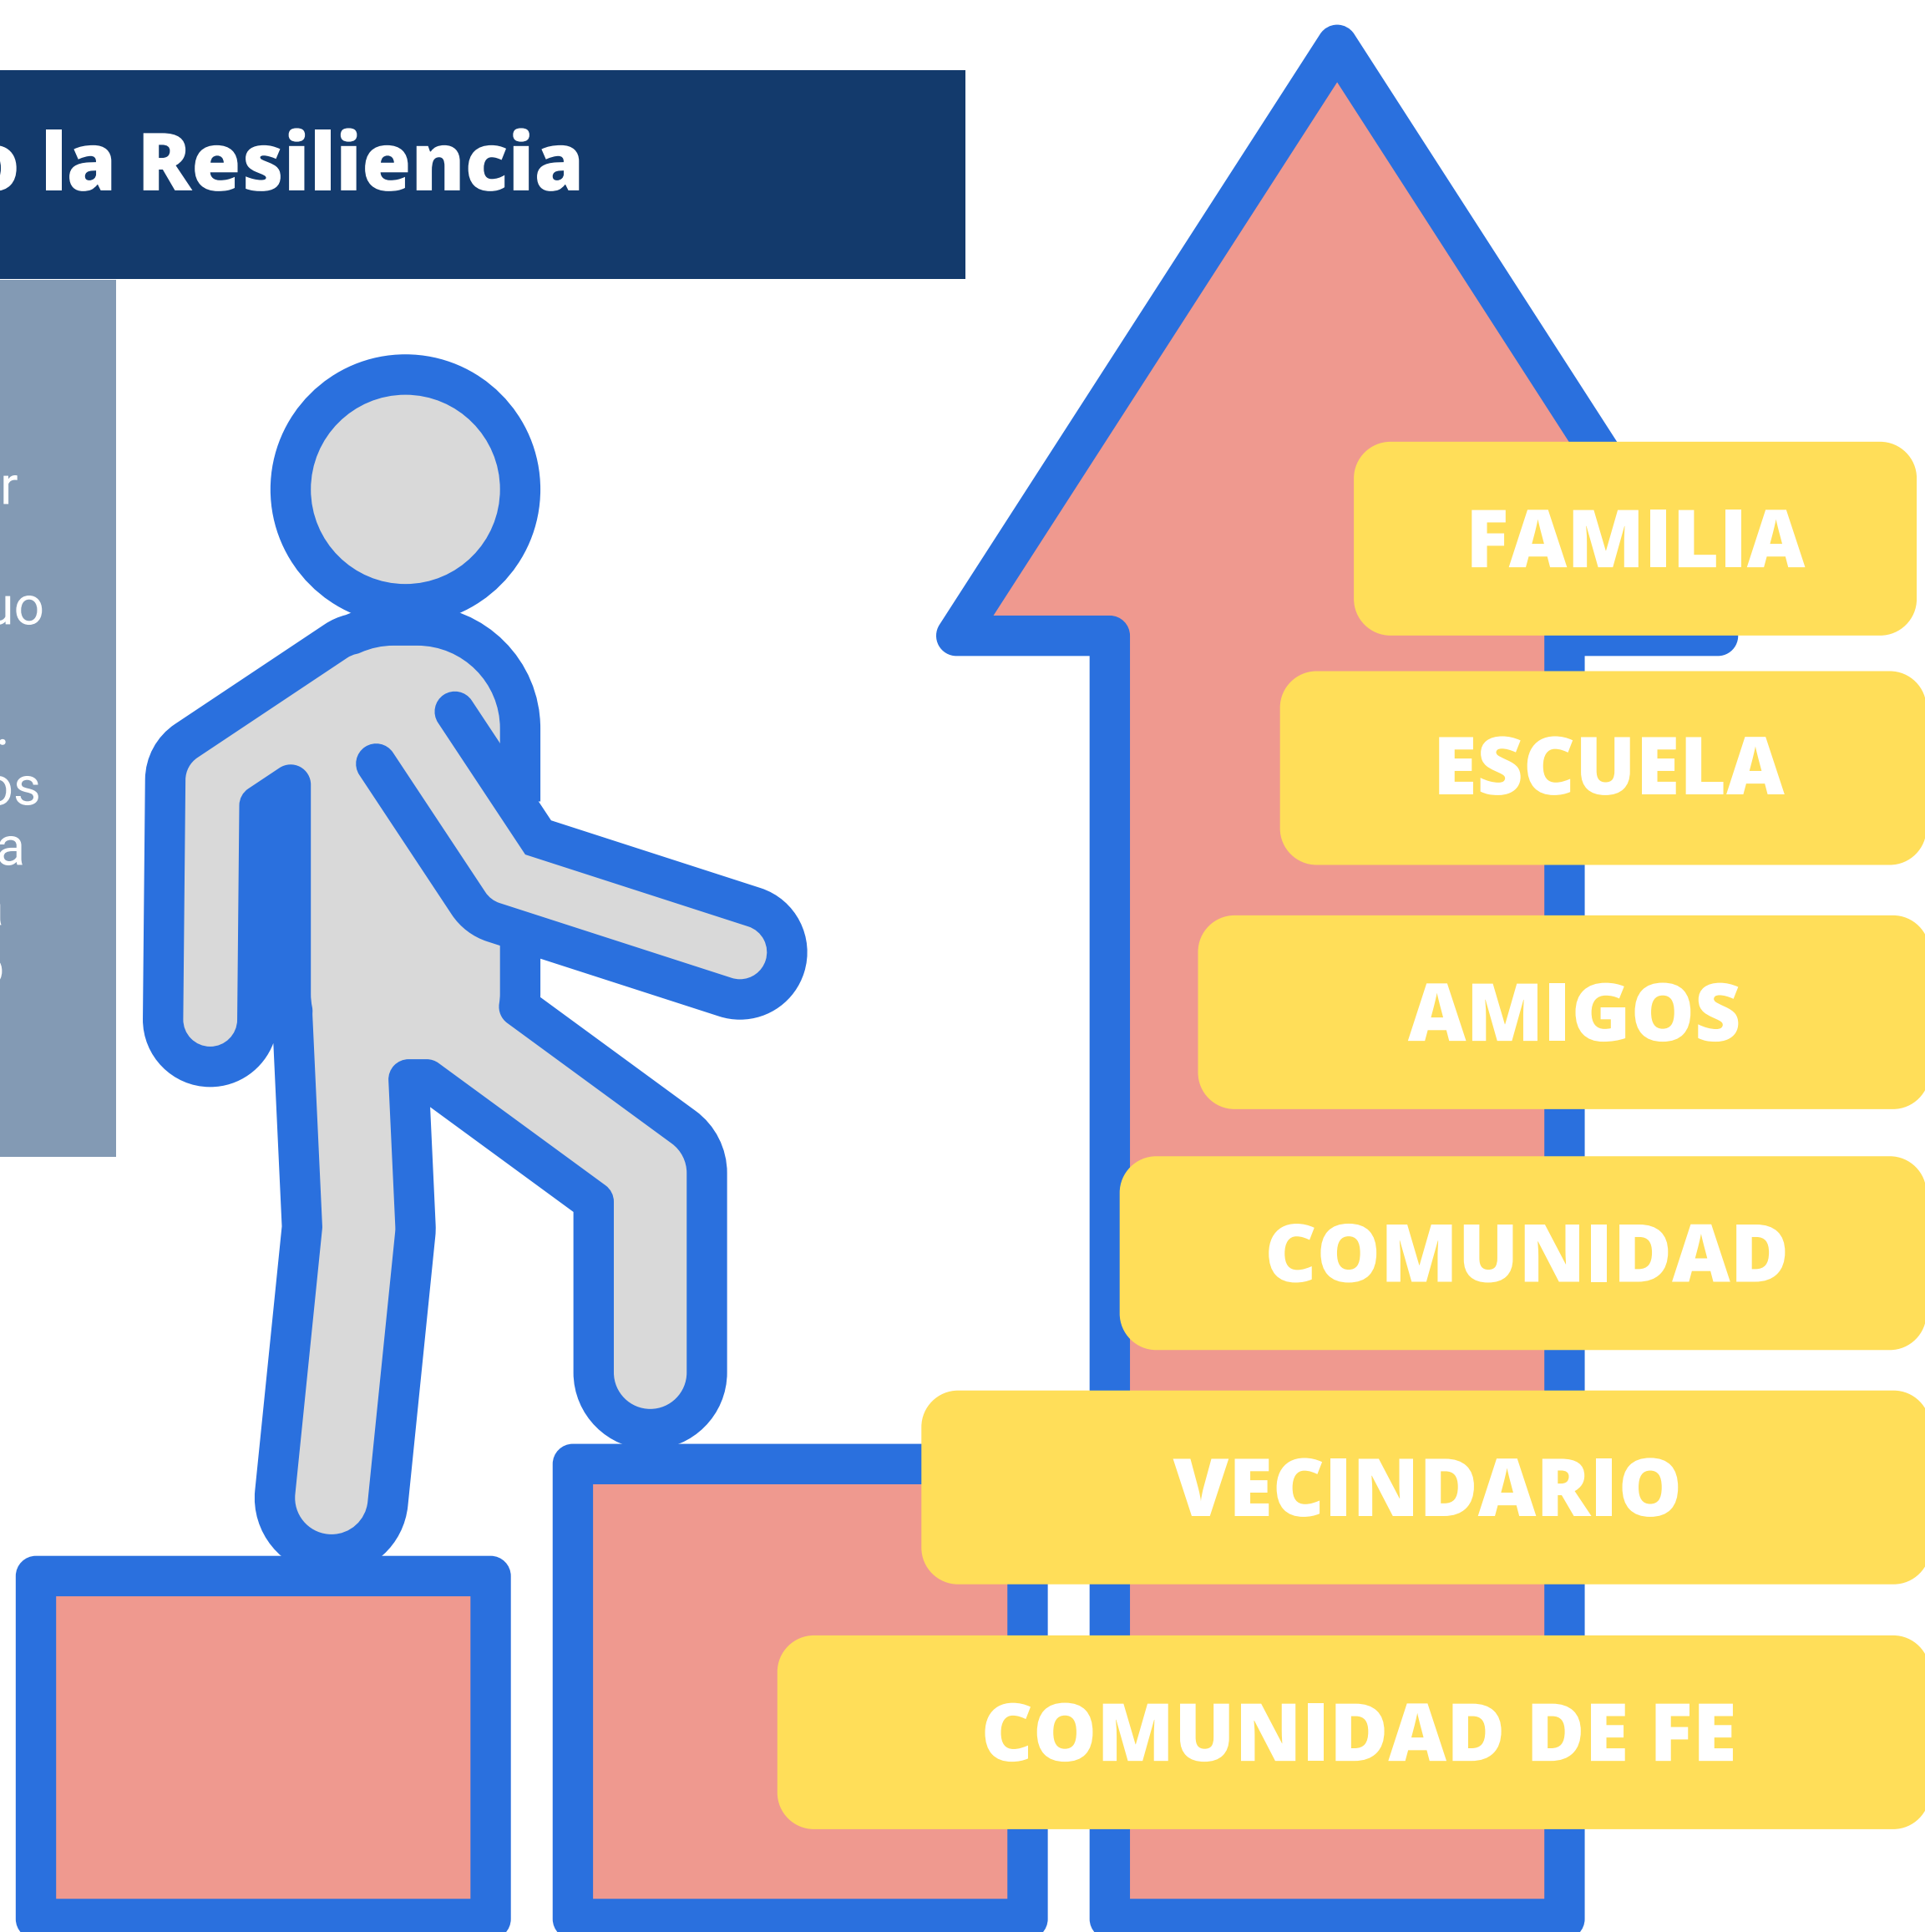 la Resiliencia
FAMILIA
ESCUELA
AMIGOS
COMUNIDAD
VECINDARIO
COMUNIDAD DE FE